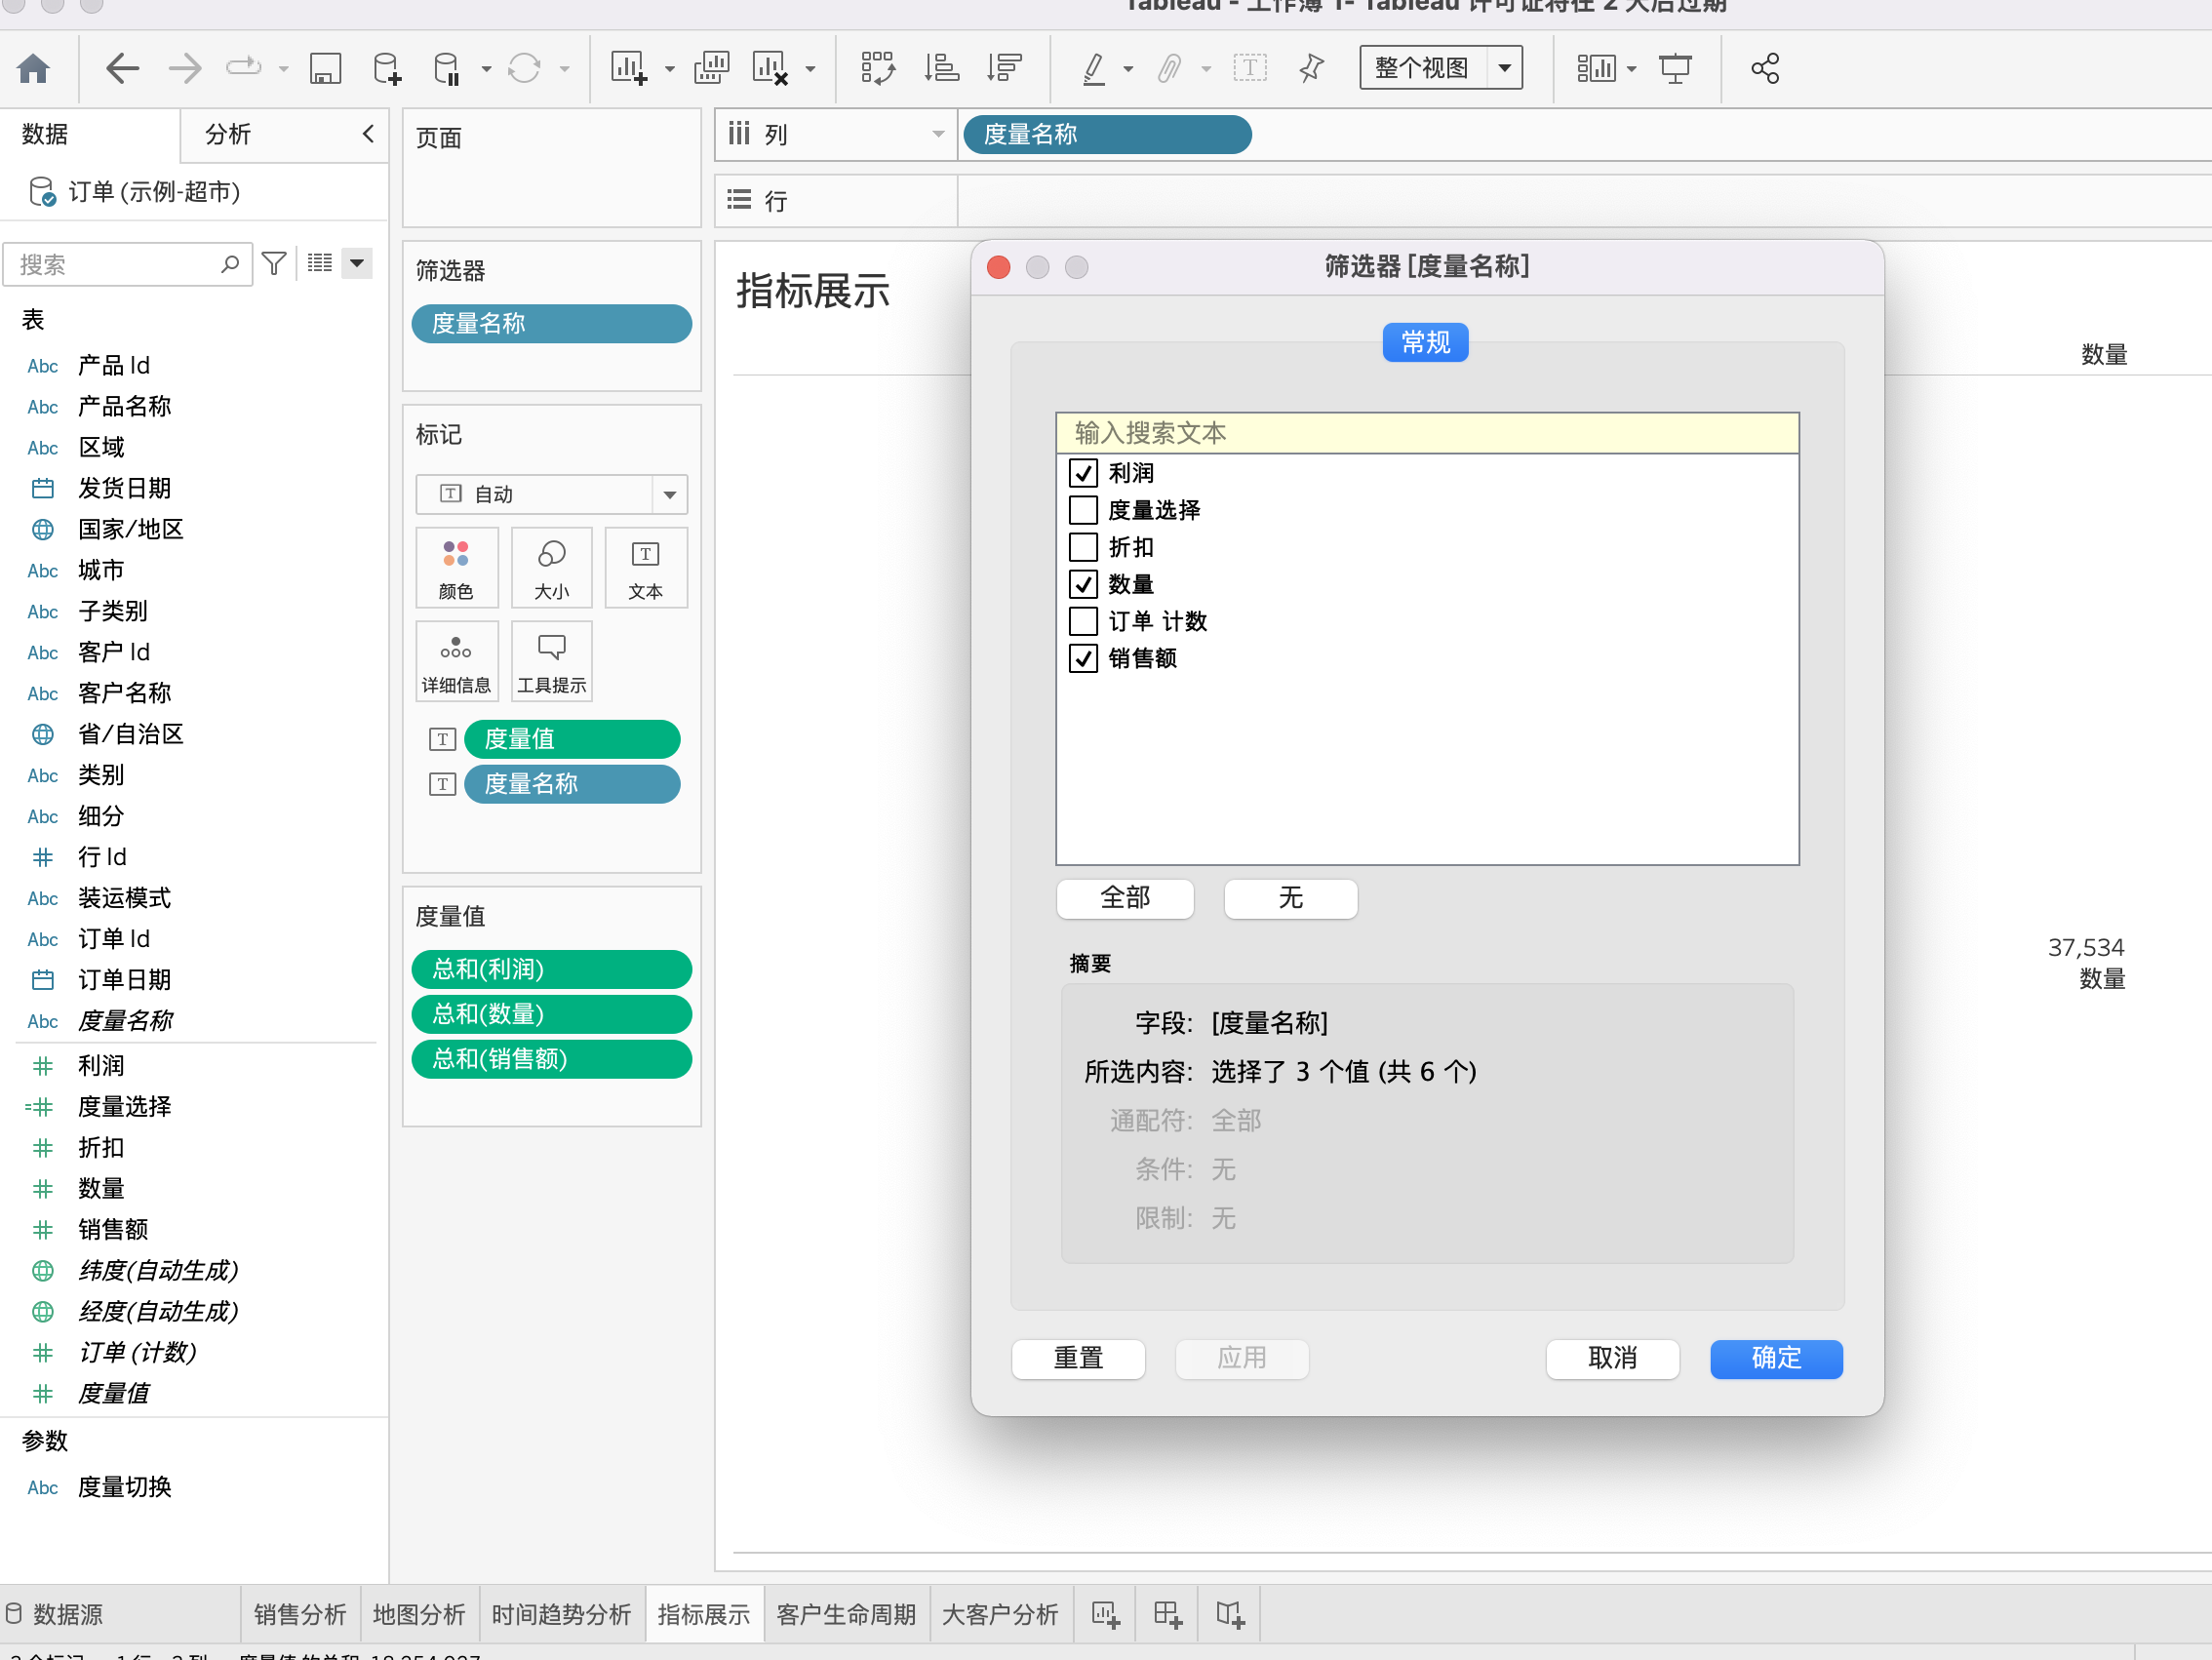 Tableau - 工作簿 1- Tableau 许可证将在 2 天后过期
整个视图
数据
分析
订单 (示例-超市)
搜索
表
Abc 产品 Id
Abc 产品名称
Abc 区域
发货日期
国家/地区
Abc 城市
Abc 子类别
Abc 客户 Id
Abc 客户名称
省/自治区
Abc 类别
Abc 细分
行 Id
Abc 装运模式
Abc 订单 Id
订单日期
Abc 度量名称
利润
=# 度量选择
折扣
数量
销售额
纬度(自动生成)
经度(自动生成)
订单 (计数)
度量值
参数
Abc 度量切换
页面
筛选器
度量名称
标记
自动
颜色
大小
文本
详细信息
工具提示
度量值
度量名称
度量值
总和(利润)
总和(数量)
总和(销售额)
列
度量名称
行
指标展示
数量
37,534
数量
筛选器 [度量名称]
常规
输入搜索文本
利润
度量选择
折扣
数量
订单 计数
销售额
全部
无
摘要
字段: [度量名称]
所选内容: 选择了 3 个值 (共 6 个)
通配符: 全部
条件: 无
限制: 无
重置
应用
取消
确定
数据源
销售分析
地图分析
时间趋势分析
指标展示
客户生命周期
大客户分析